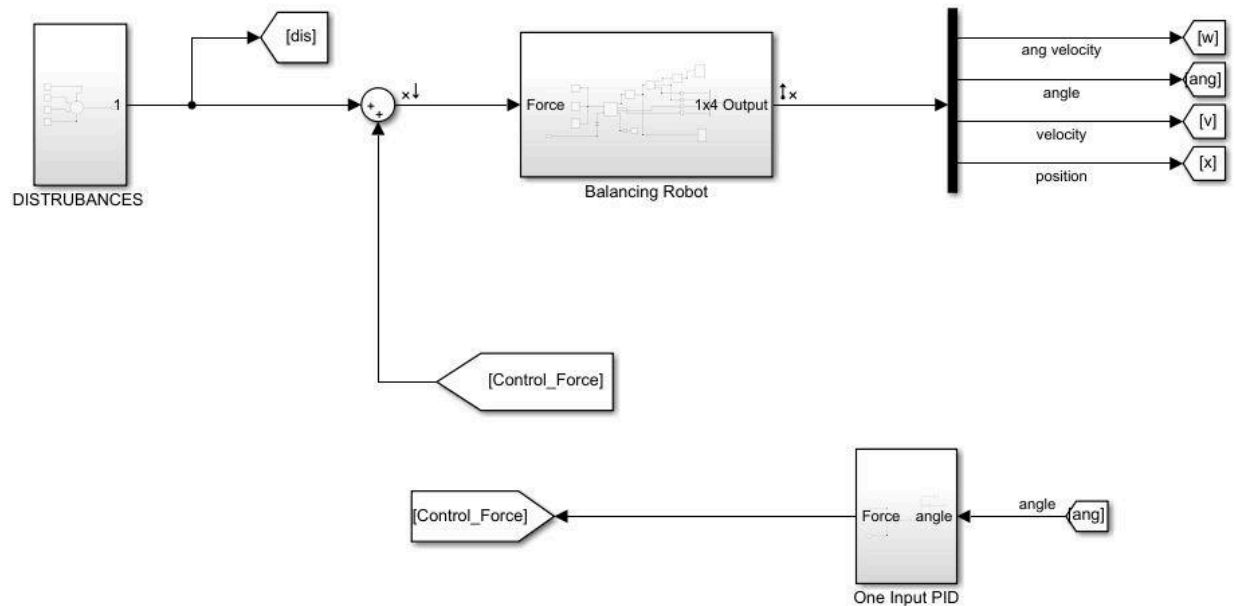 [dis]
1
DISTRUBANCES
+
+
×
Force
1x4 Output
×
Balancing Robot
ang velocity
[w]
angle
[ang]
velocity
[v]
position
[x]
[Control_Force]
[Control_Force]
Force
angle
angle
[ang]
One Input PID